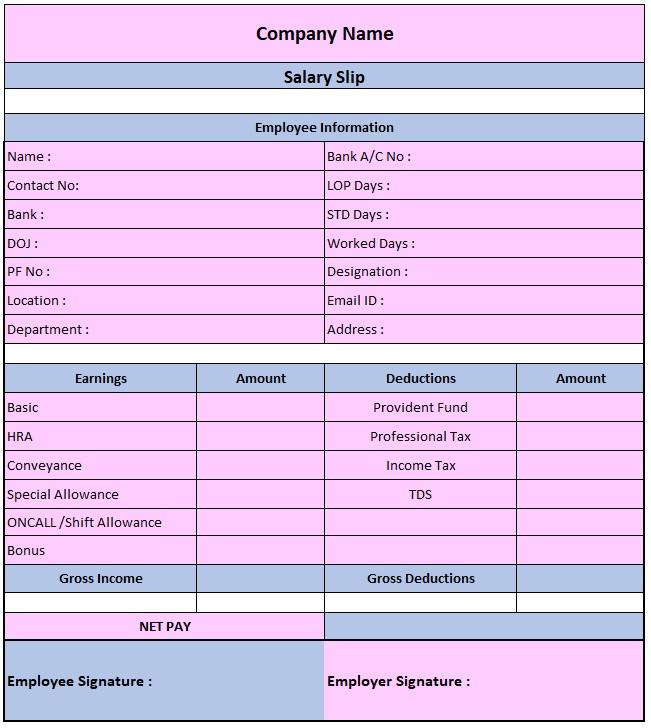 Company Name
Salary Slip
Employee Information
Name : Bank A/C No :
Contact No: LOP Days :
Bank : STD Days :
DOJ : Worked Days :
PF No : Designation :
Location : Email ID :
Department : Address :
Earnings Amount Deductions Amount
Basic Provident Fund
HRA Professional Tax
Conveyance Income Tax
Special Allowance TDS
ONCALL /Shift Allowance
Bonus
Gross Income Gross Deductions
NET PAY
Employee Signature : Employer Signature :